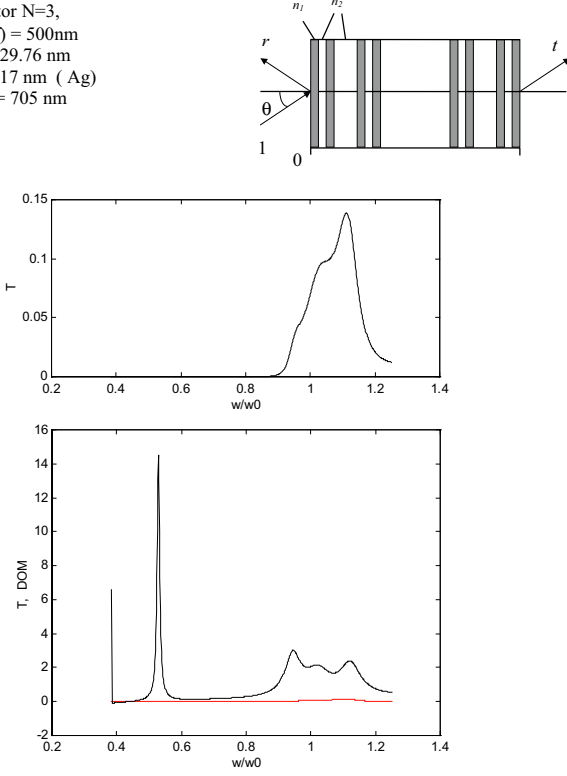 tor N=3,
) = 500nm
29.76 nm
17 nm ( Ag)
= 705 nm
n1 n2
r
t
θ
1
0
0.15
0.1
0.05
0
T
0.2 0.4 0.6 0.8 1 1.2 1.4
w/w0
16
14
12
10
8
6
4
2
0
-2
T, DOM
0.2 0.4 0.6 0.8 1 1.2 1.4
w/w0